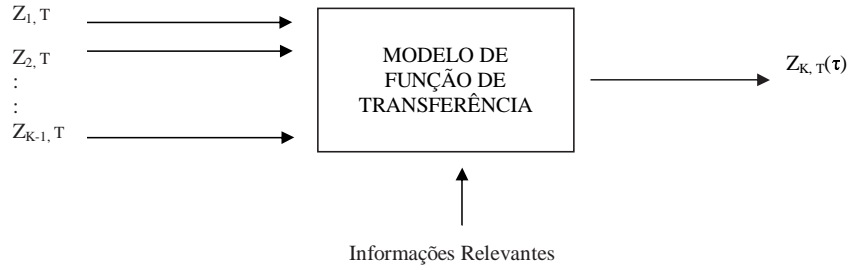 Z1, T
Z2, T
:
:
ZK-1, T
MODELO DE
FUNÇÃO DE
TRANSFERÊNCIA
ZK, T(τ)
Informações Relevantes